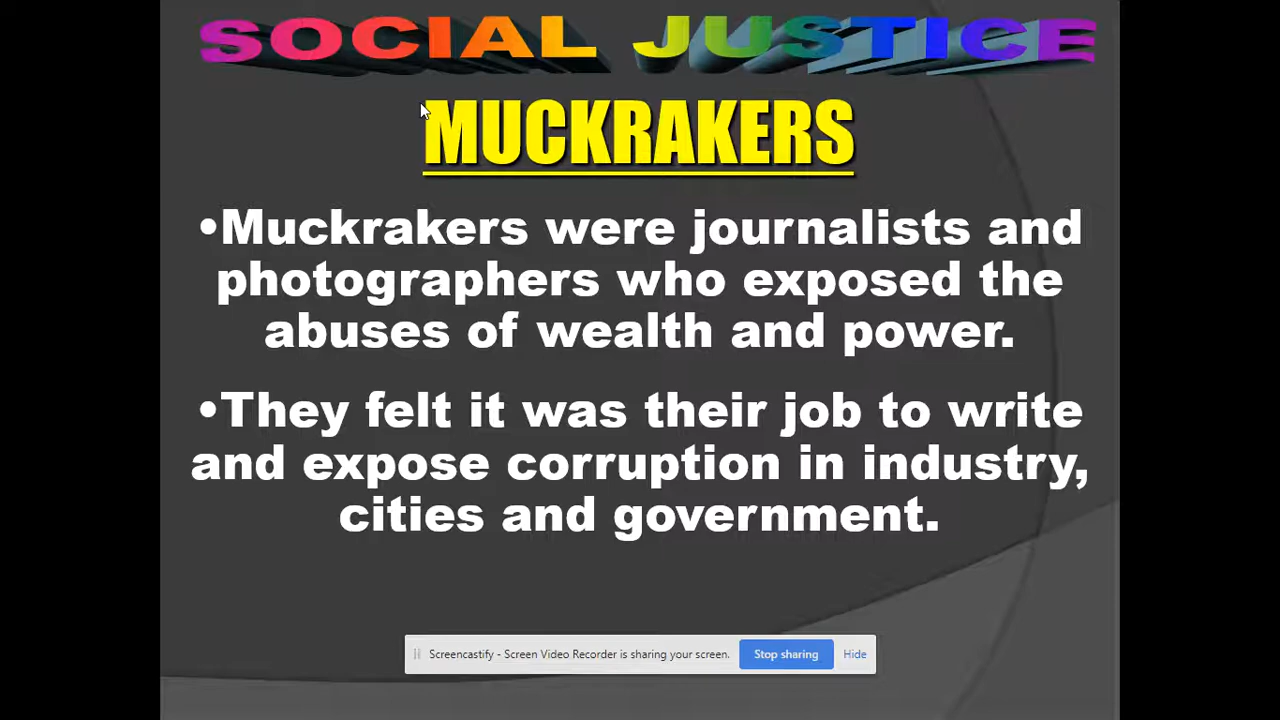 SOCIAL JUSTICE
MUCKRAKERS
•Muckrakers were journalists and
photographers who exposed the
abuses of wealth and power.
•They felt it was their job to write
and expose corruption in industry,
cities and government.
Screencastify - Screen Video Recorder is sharing your screen. Stop sharing Hide